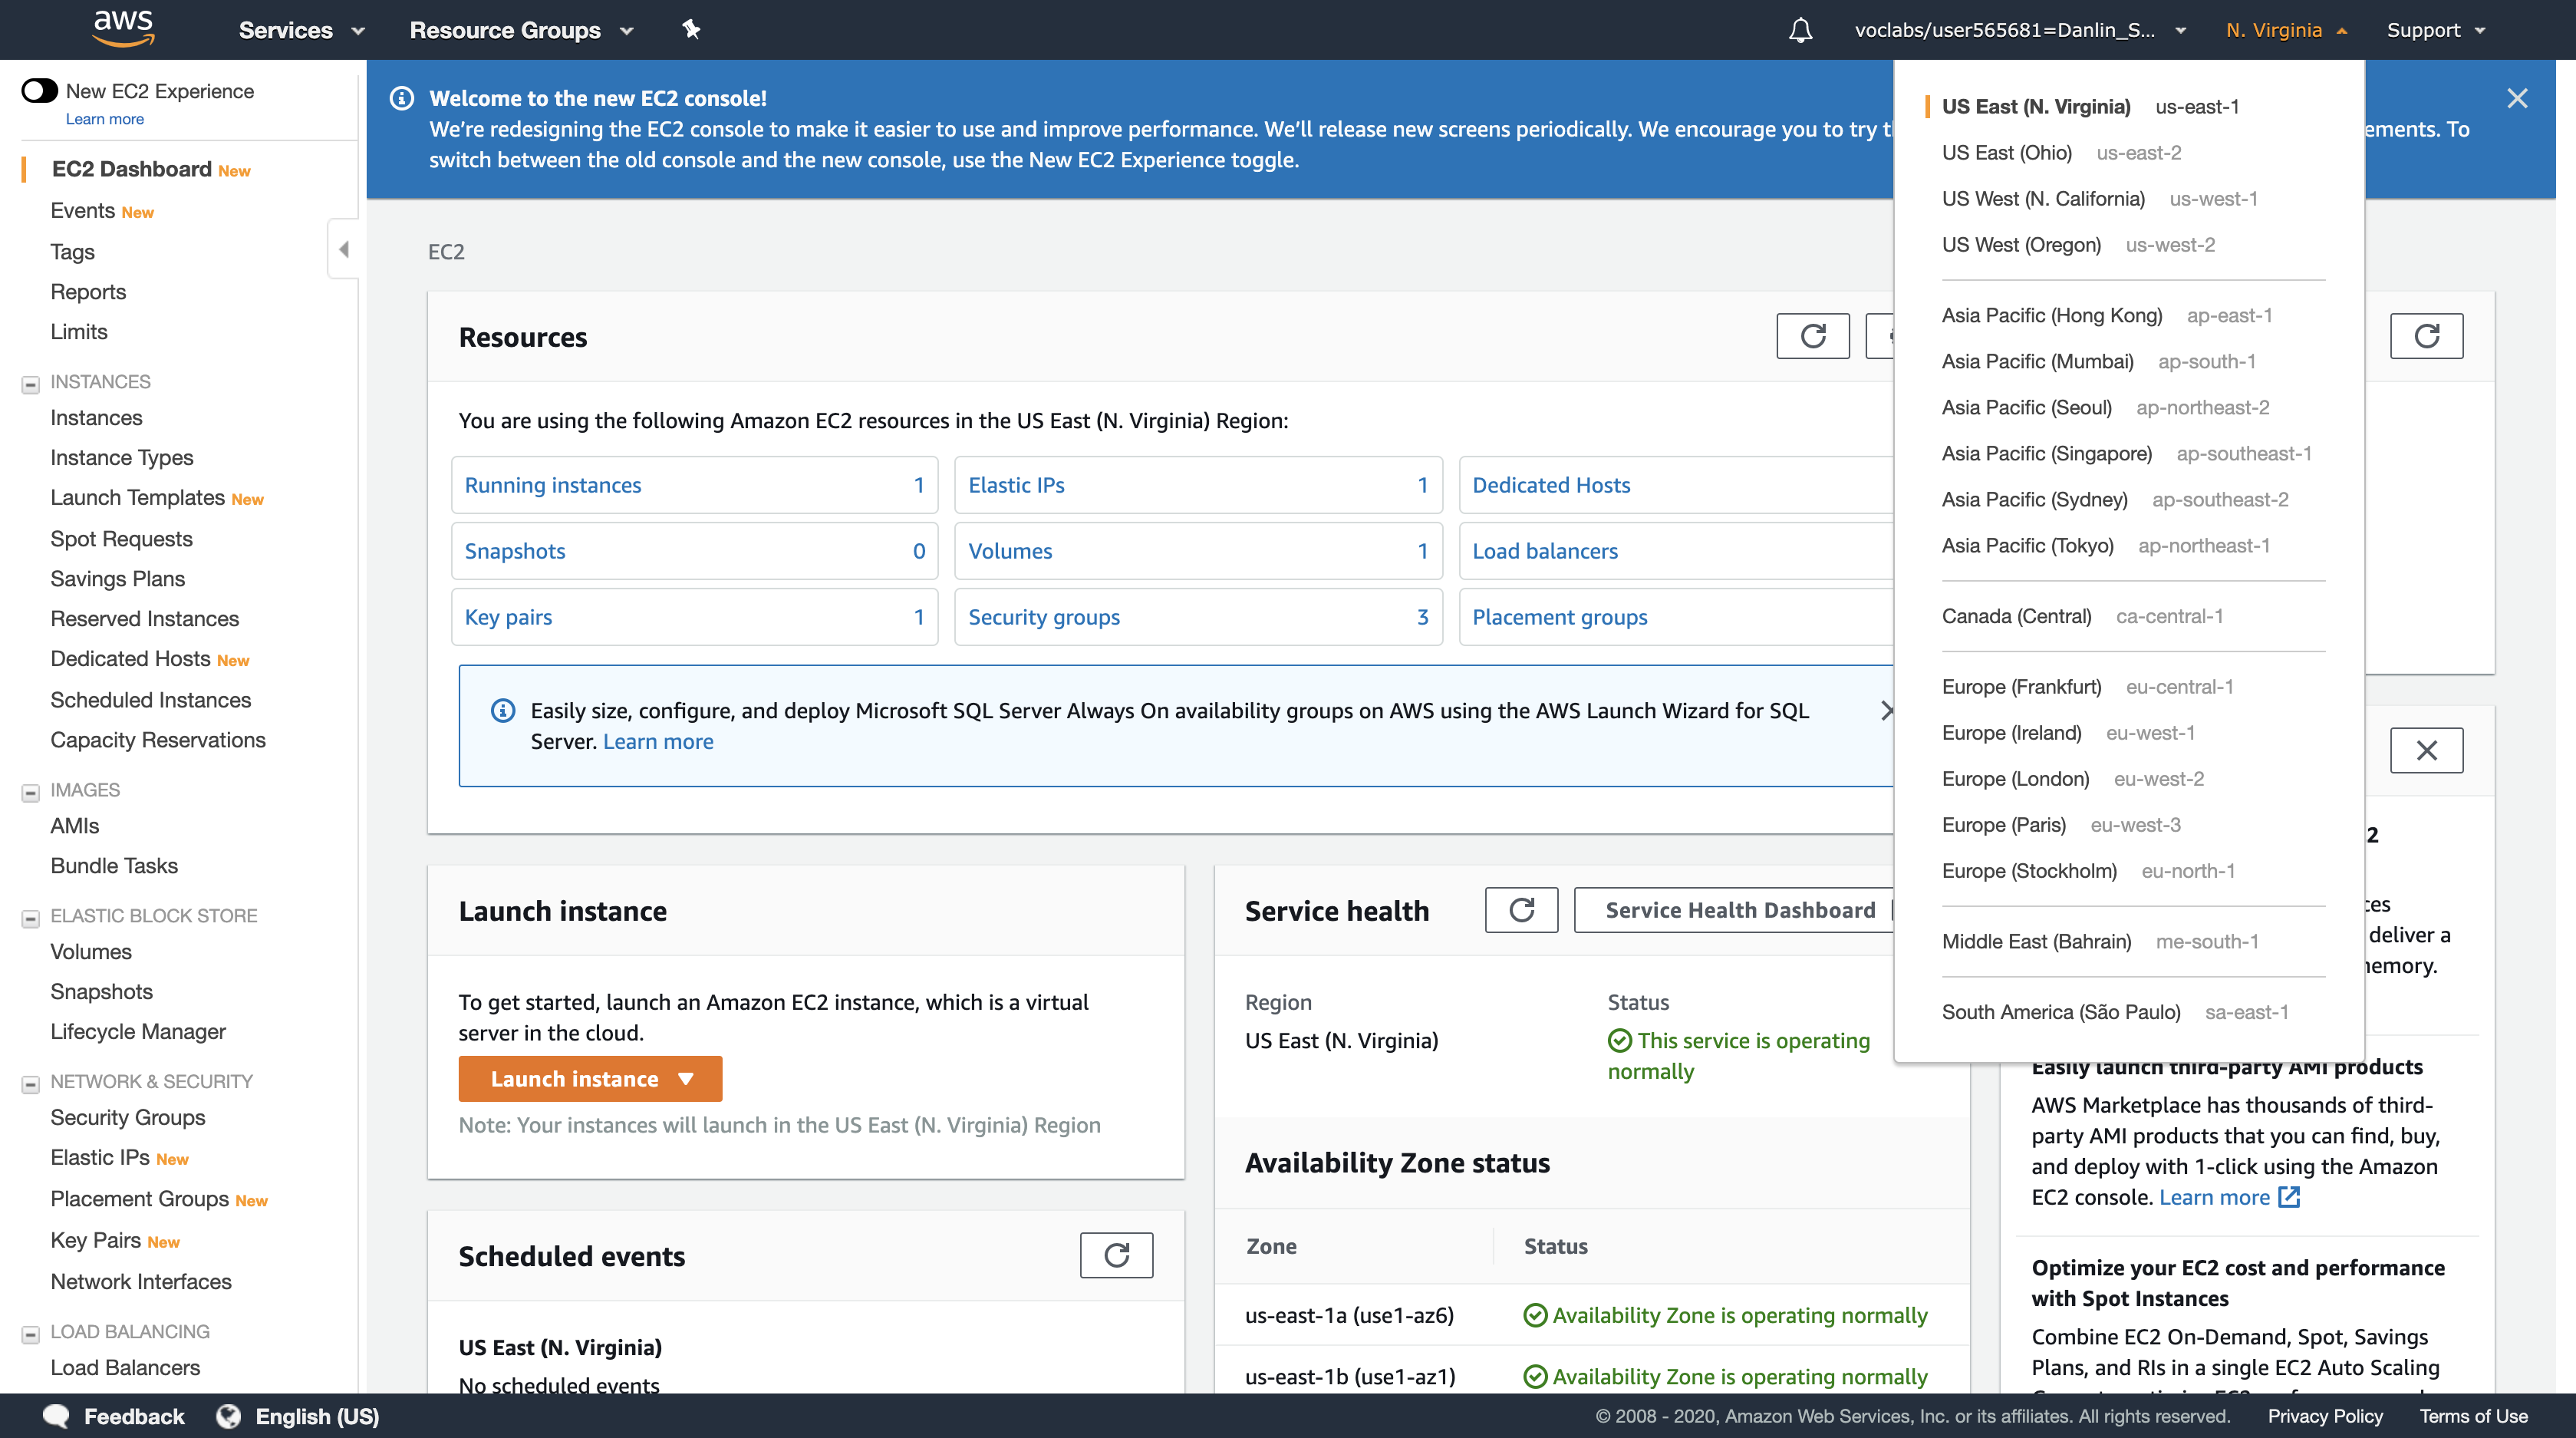 aws
Services
Resource Groups
voclabs/user565681=Danlin_S...
N. Virginia
Support
New EC2 Experience
Learn more
EC2 Dashboard New
Events New
Tags
Reports
Limits
INSTANCES
Instances
Instance Types
Launch Templates New
Spot Requests
Savings Plans
Reserved Instances
Dedicated Hosts New
Scheduled Instances
Capacity Reservations
IMAGES
AMIs
Bundle Tasks
ELASTIC BLOCK STORE
Volumes
Snapshots
Lifecycle Manager
NETWORK & SECURITY
Security Groups
Elastic IPs New
Placement Groups New
Key Pairs New
Network Interfaces
LOAD BALANCING
Load Balancers
Welcome to the new EC2 console!
We’re redesigning the EC2 console to make it easier to use and improve performance. We’ll release new screens periodically. We encourage you to try
To
switch between the old console and the new console, use the New EC2 Experience toggle.
EC2
Resources
You are using the following Amazon EC2 resources in the US East (N. Virginia) Region:
Running instances 1
Elastic IPs 1
Dedicated Hosts
Snapshots 0
Volumes 1
Load balancers
Key pairs 1
Security groups 3
Placement groups
Easily size, configure, and deploy Microsoft SQL Server Always On availability groups on AWS using the AWS Launch Wizard for SQL
Server. Learn more
Launch instance
To get started, launch an Amazon EC2 instance, which is a virtual
server in the cloud.
Launch instance
Note: Your instances will launch in the US East (N. Virginia) Region
Scheduled events
US East (N. Virginia)
No scheduled events
Service health
Service Health Dashboard
Region
US East (N. Virginia)
Status
This service is operating
normally
Availability Zone status
Zone Status
us-east-1a (use1-az6) Availability Zone is operating normally
us-east-1b (use1-az1) Availability Zone is operating normally
US East (N. Virginia) us-east-1
US East (Ohio) us-east-2
US West (N. California) us-west-1
US West (Oregon) us-west-2
Asia Pacific (Hong Kong) ap-east-1
Asia Pacific (Mumbai) ap-south-1
Asia Pacific (Seoul) ap-northeast-2
Asia Pacific (Singapore) ap-southeast-1
Asia Pacific (Sydney) ap-southeast-2
Asia Pacific (Tokyo) ap-northeast-1
Canada (Central) ca-central-1
Europe (Frankfurt) eu-central-1
Europe (Ireland) eu-west-1
Europe (London) eu-west-2
Europe (Paris) eu-west-3
Europe (Stockholm) eu-north-1
Middle East (Bahrain) me-south-1
South America (São Paulo) sa-east-1
2
deliver a
Easily launch third-party AMI products
AWS Marketplace has thousands of third-
party AMI products that you can find, buy,
and deploy with 1-click using the Amazon
EC2 console. Learn more
Optimize your EC2 cost and performance
with Spot Instances
Combine EC2 On-Demand, Spot, Savings
Plans, and RIs in a single EC2 Auto Scaling
Feedback
English (US)
© 2008 - 2020, Amazon Web Services, Inc. or its affiliates. All rights reserved.
Privacy Policy
Terms of Use